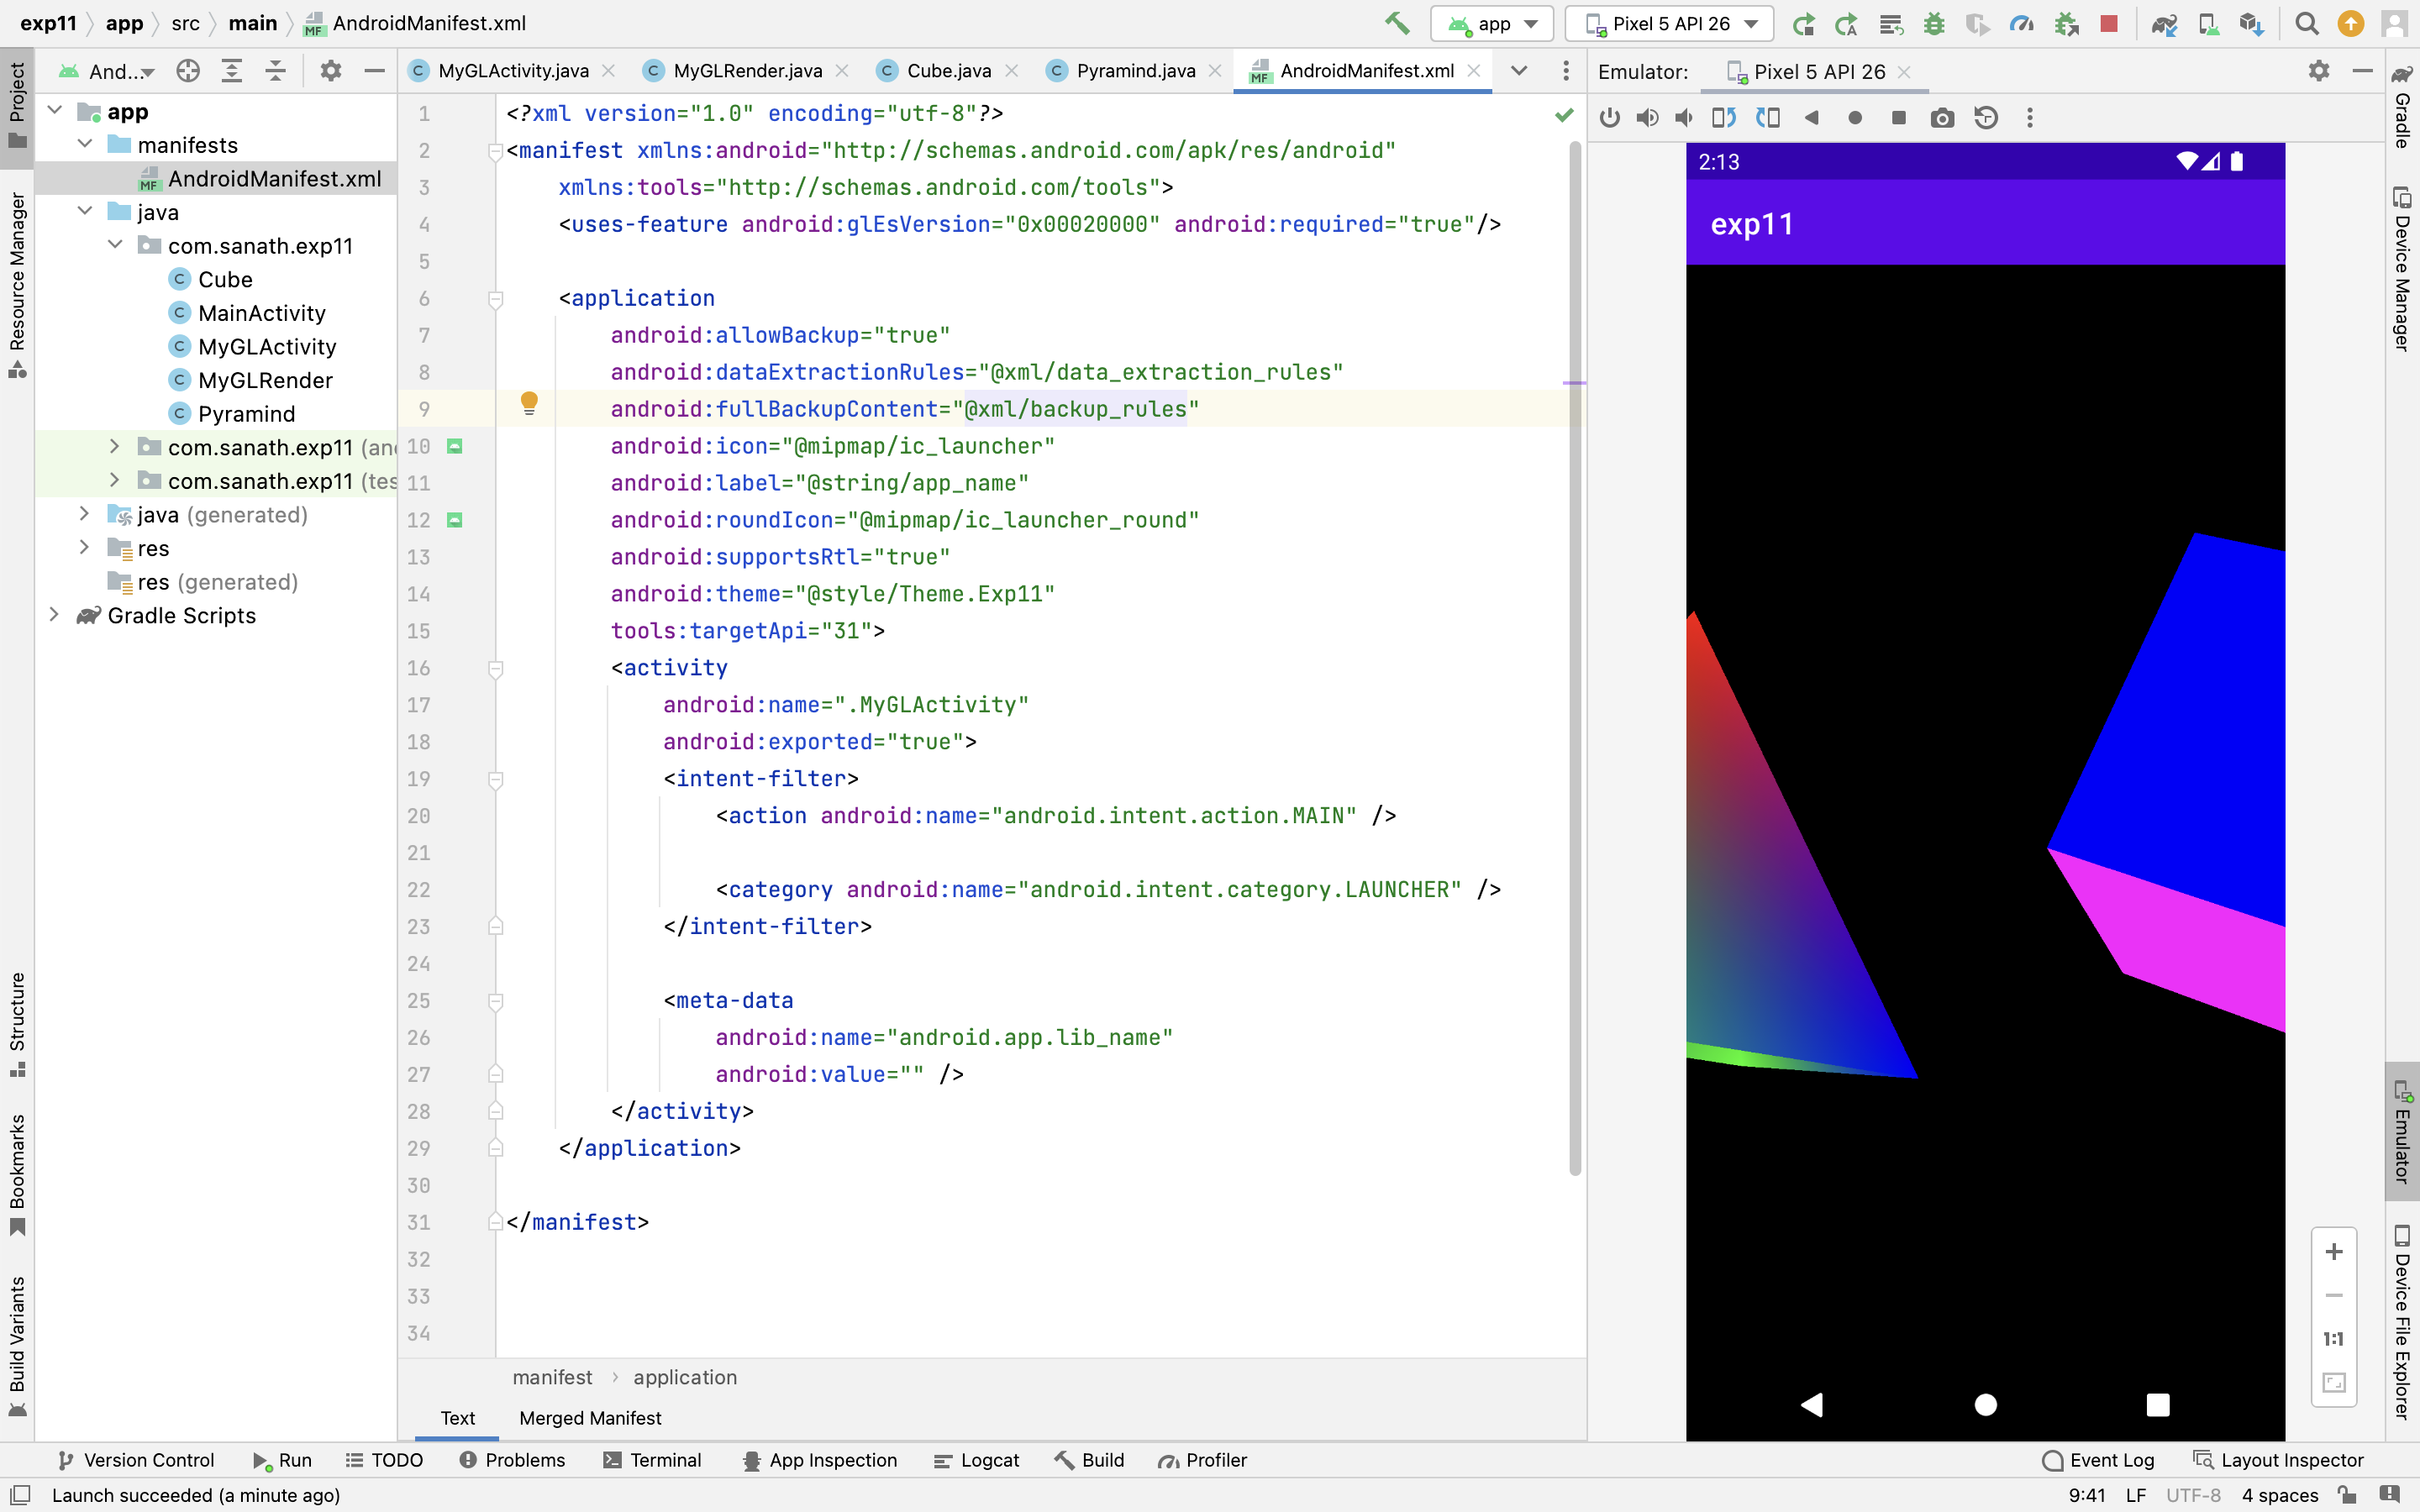 exp11 app src main AndroidManifest.xml
app Pixel 5 API 26
Project
Resource Manager
Structure
Bookmarks
Build Variants
And...
app
manifests
AndroidManifest.xml
java
com.sanath.exp11
Cube
MainActivity
MyGLActivity
MyGLRender
Pyramind
com.sanath.exp11 (an
com.sanath.exp11 (tes
java (generated)
res
res (generated)
Gradle Scripts
MyGLActivity.java MyGLRender.java Cube.java Pyramind.java AndroidManifest.xml
1 <?xml version="1.0" encoding="utf-8"?>
2 <manifest xmlns:android="http://schemas.android.com/apk/res/android"
3 xmlns:tools="http://schemas.android.com/tools">
4 <uses-feature android:glEsVersion="0x00020000" android:required="true"/>
5
6 <application
7 android:allowBackup="true"
8 android:dataExtractionRules="@xml/data_extraction_rules"
9 android:fullBackupContent="@xml/backup_rules"
10 android:icon="@mipmap/ic_launcher"
11 android:label="@string/app_name"
12 android:roundIcon="@mipmap/ic_launcher_round"
13 android:supportsRtl="true"
14 android:theme="@style/Theme.Exp11"
15 tools:targetApi="31">
16 <activity
17 android:name=".MyGLActivity"
18 android:exported="true">
19 <intent-filter>
20 <action android:name="android.intent.action.MAIN" />
21
22 <category android:name="android.intent.category.LAUNCHER" />
23 </intent-filter>
24
25 <meta-data
26 android:name="android.app.lib_name"
27 android:value="" />
28 </activity>
29 </application>
30
31 </manifest>
32
33
34
manifest application
Text Merged Manifest
Emulator: Pixel 5 API 26
2:13
exp11
1:1
Gradle
Device Manager
Emulator
Device File Explorer
Version Control Run TODO Problems Terminal App Inspection Logcat Build Profiler Event Log Layout Inspector
Launch succeeded (a minute ago) 9:41 LF UTF-8 4 spaces